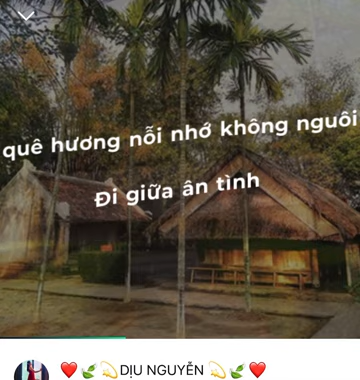 quê hương nỗi nhớ không nguôi
Đi giữa ân tình
❤️🌿💫DỊU NGUYỄN 💫🌿❤️